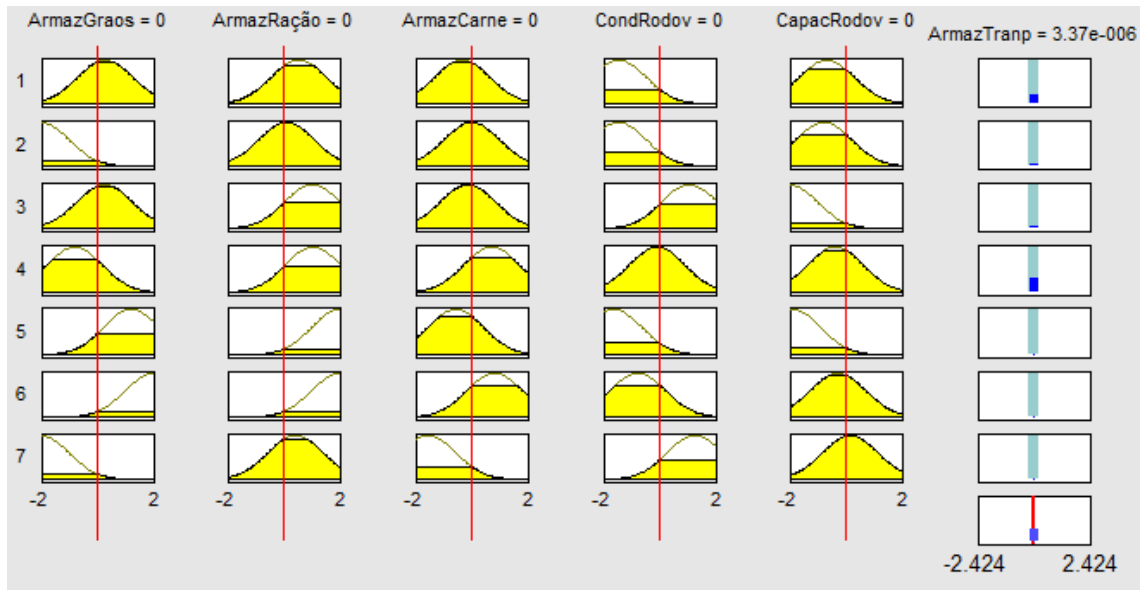 ArmazGraos = 0
ArmazRação = 0
ArmazCarne = 0
CondRodov = 0
CapacRodov = 0
ArmazTranp = 3.37e-006
1
2
3
4
5
6
7
-2 2
-2 2
-2 2
-2 2
-2 2
-2.424 2.424